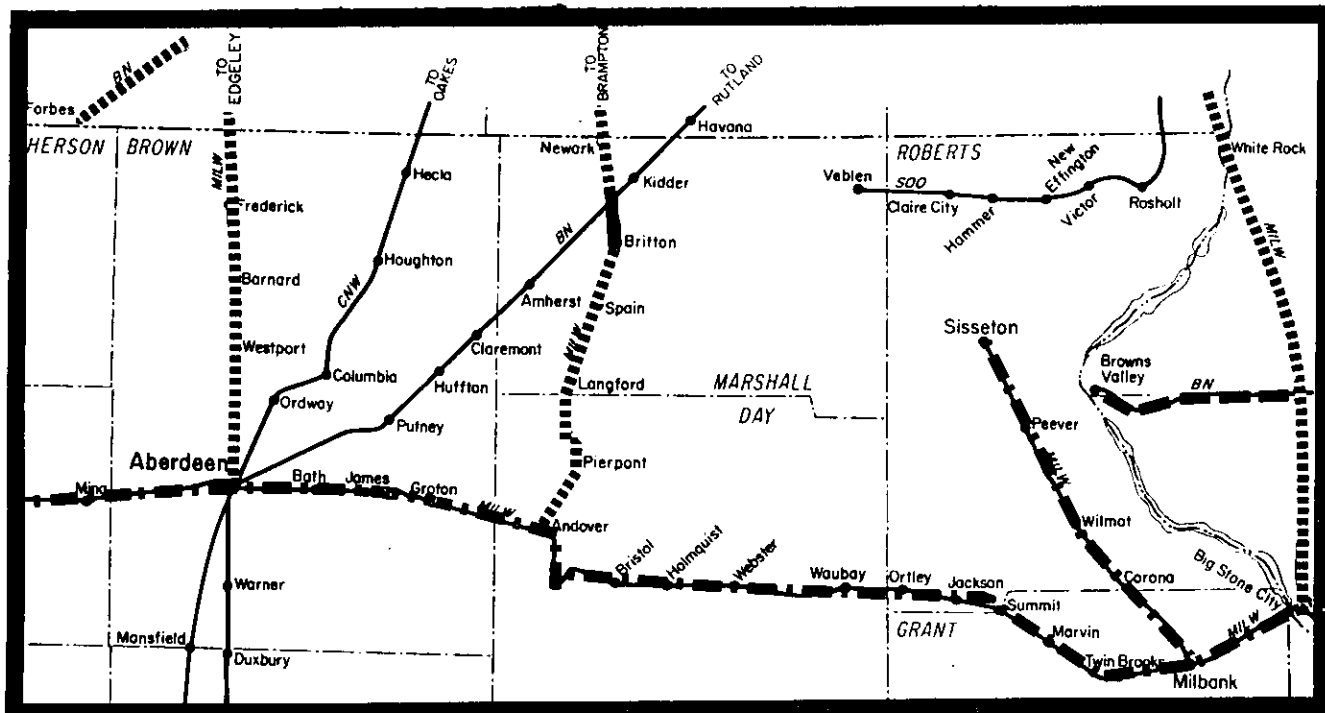 BN
TO
EDGELEY
TO
OAKES
TO
BRAMPTON
TO
RUTLAND
Forbes
HERSON
BROWN
MILW
Frederick
Barnard
Westport
Hecla
Houghton
CNW
Columbia
Ordway
Newark
Havana
Kidder
BN
Britton
Amherst
Spain
Claremont
MILW
Huffton
Langford
Putney
Pierpont
MARSHALL
DAY
ROBERTS
Veblen
SOO
Claire City
Hammer
New
Effington
Victor
Rosholt
White Rock
MILW
Sisseton
Browns
Valley
BN
Peever
MILW
Wilmot
Corona
Big Stone City
Aberdeen
Mina
Bath
James
Groton
MILW
Andover
Bristol
Holmquist
Webster
Waubay
Ortley
Jackson
Summit
GRANT
Marvin
Twin Brooks
Milbank
MILW
Warner
Mansfield
Duxbury